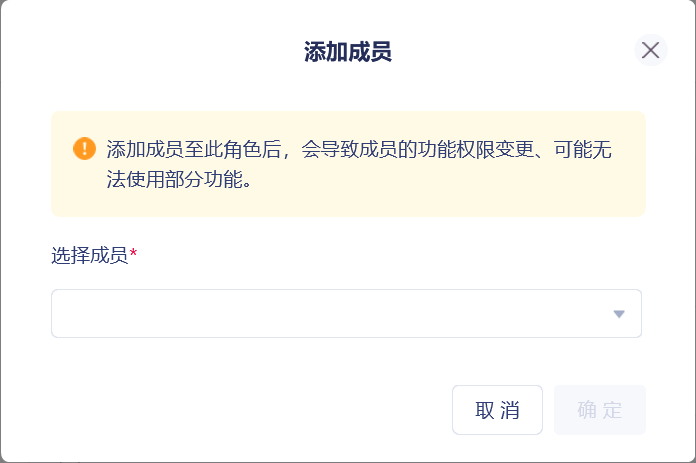 添加成员
添加成员至此角色后，会导致成员的功能权限变更、可能无
法使用部分功能。
选择成员*
取 消
确 定